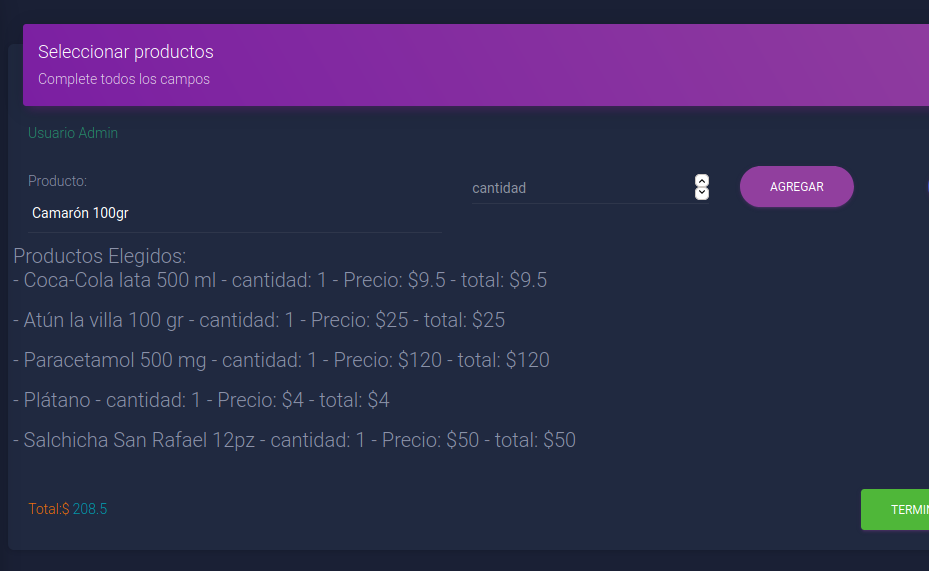 Seleccionar productos
Complete todos los campos
Usuario Admin
Producto:
cantidad
AGREGAR
Camarón 100gr
Productos Elegidos:
- Coca-Cola lata 500 ml - cantidad: 1 - Precio: $9.5 - total: $9.5
- Atún la villa 100 gr - cantidad: 1 - Precio: $25 - total: $25
- Paracetamol 500 mg - cantidad: 1 - Precio: $120 - total: $120
- Plátano - cantidad: 1 - Precio: $4 - total: $4
- Salchicha San Rafael 12pz - cantidad: 1 - Precio: $50 - total: $50
Total:$ 208.5